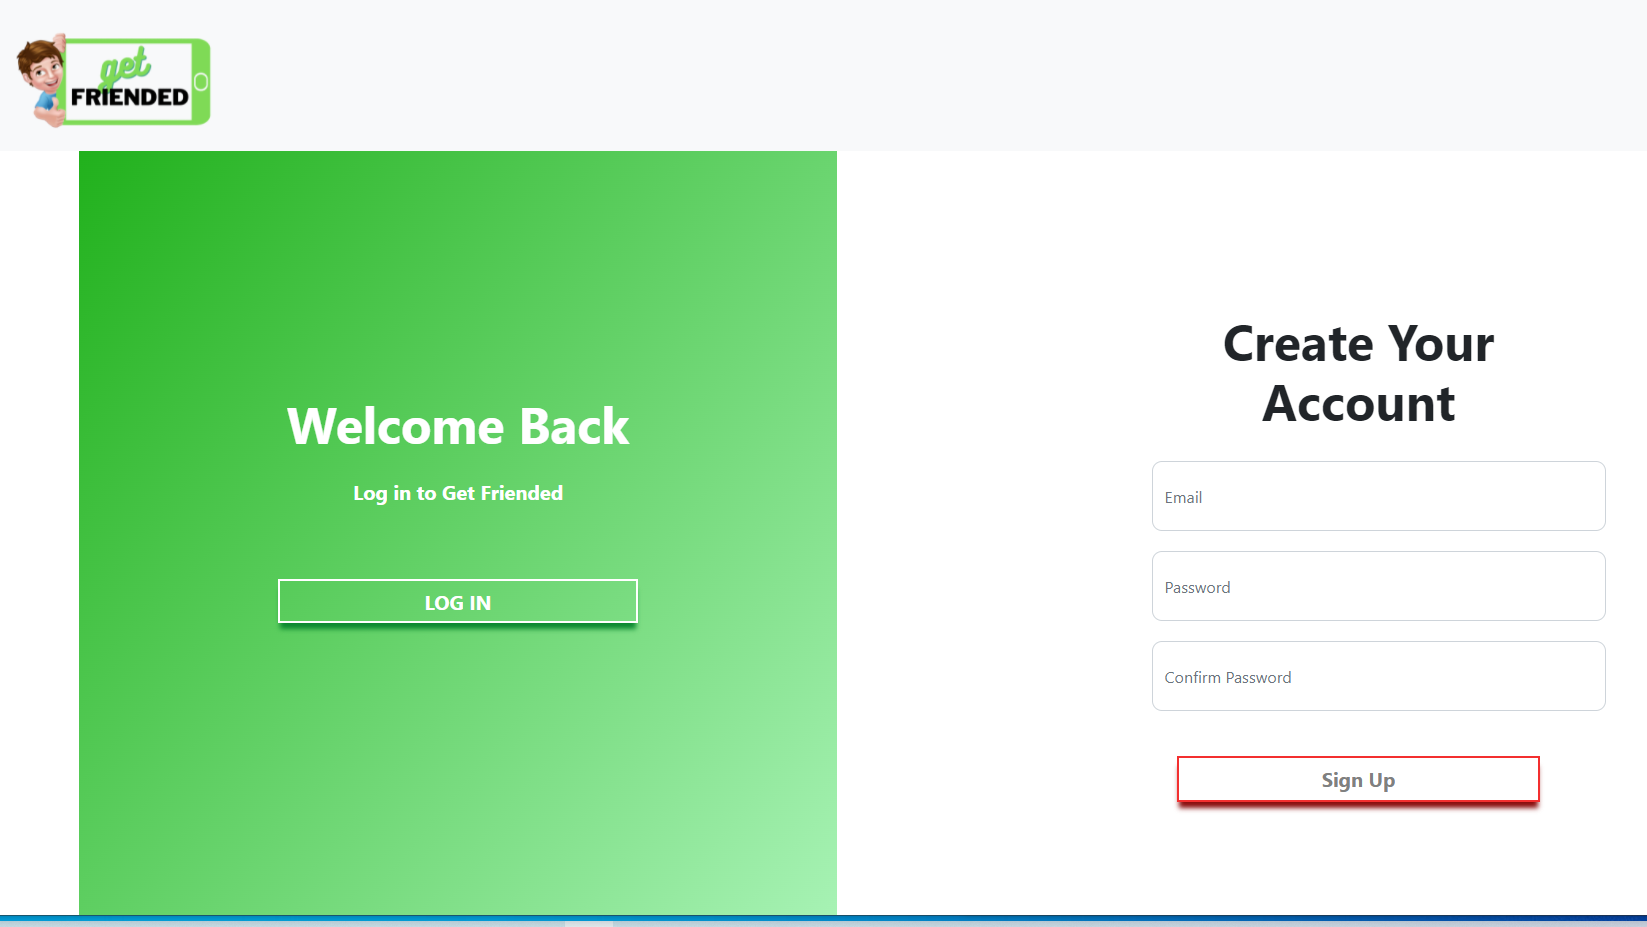 get
FRIENDED
Welcome Back
Log in to Get Friended
LOG IN
Create Your
Account
Email
Password
Confirm Password
Sign Up